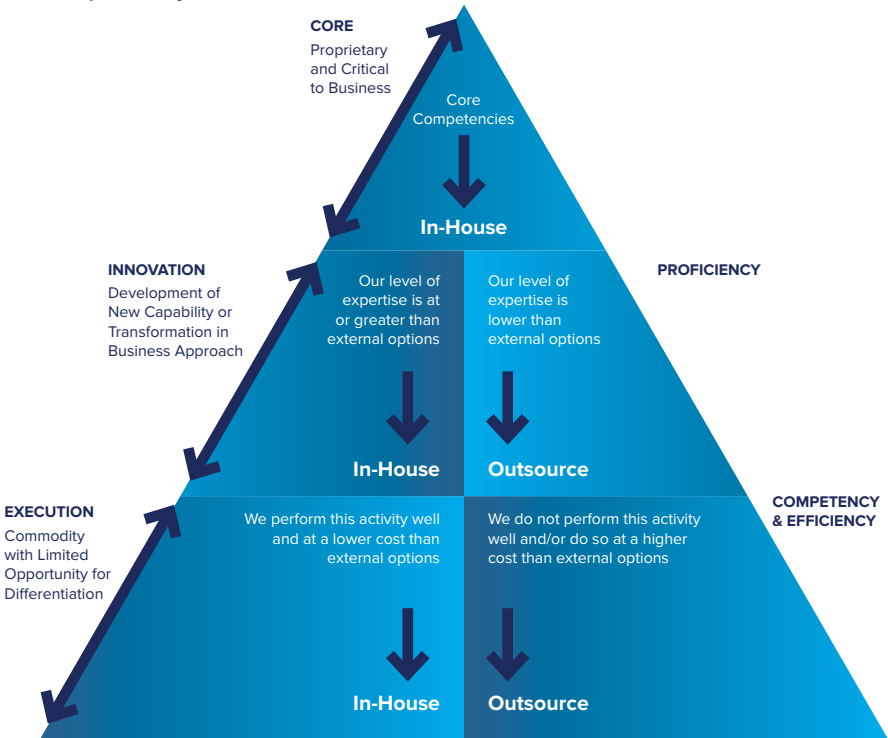 CORE
Proprietary
and Critical
to Business
Core
Competencies
In-House
INNOVATION
Development of
New Capability or
Transformation in
Business Approach
Our level of
expertise is at
or greater than
external options
In-House
Our level of
expertise is
lower than
external options
Outsource
PROFICIENCY
EXECUTION
Commodity
with Limited
Opportunity for
Differentiation
We perform this activity well
and at a lower cost than
external options
In-House
We do not perform this activity
well and/or do so at a higher
cost than external options
Outsource
COMPETENCY
& EFFICIENCY